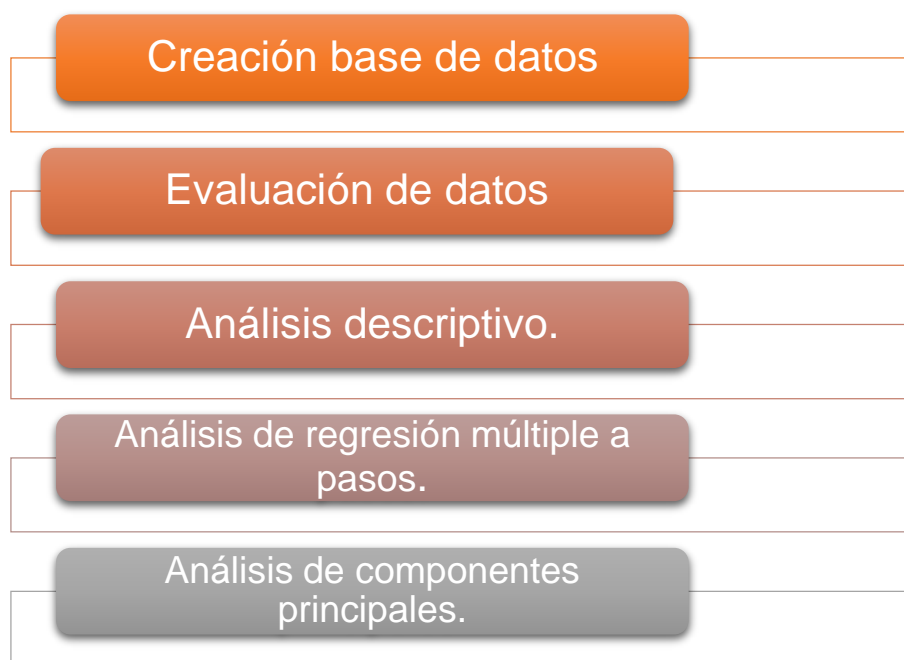 Creación base de datos
Evaluación de datos
Análisis descriptivo.
Análisis de regresión múltiple a
pasos.
Análisis de componentes
principales.